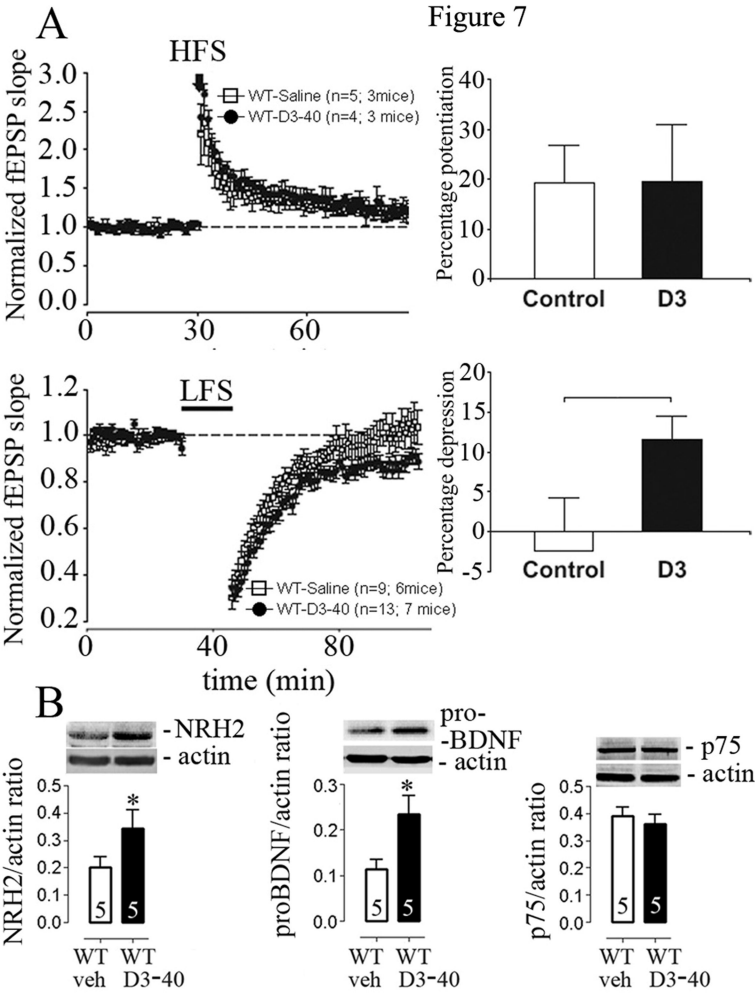 A
Figure 7
HFS
Normalized fEPSP slope
3.0
2.5
2.0
1.5
1.0
0.5
0.0
WT-Saline (n=5; 3mice)
WT-D3-40 (n=4; 3 mice)
0 30 60
Percentage potentiation
40
30
20
10
0
Control D3
Normalized fEPSP slope
1.2
1.0
0.8
0.6
0.4
0.2
LFS
WT-Saline (n=9; 6mice)
WT-D3-40 (n=13; 7 mice)
0 40 80
time (min)
Percentage depression
20
15
10
5
0
-5
Control D3
B
-NRH2
- actin
NRH2/actin ratio
0.5
0.4
0.3
0.2
0.1
0.0
*
5 5
WT WT
veh D3-40
pro-
-BDNF
- actin
proBDNF/actin ratio
0.3
0.2
0.1
0.0
*
5 5
WT WT
veh D3-40
- p75
- actin
p75/actin ratio
0.5
0.4
0.3
0.2
0.1
0.0
5 5
WT WT
veh D3-40